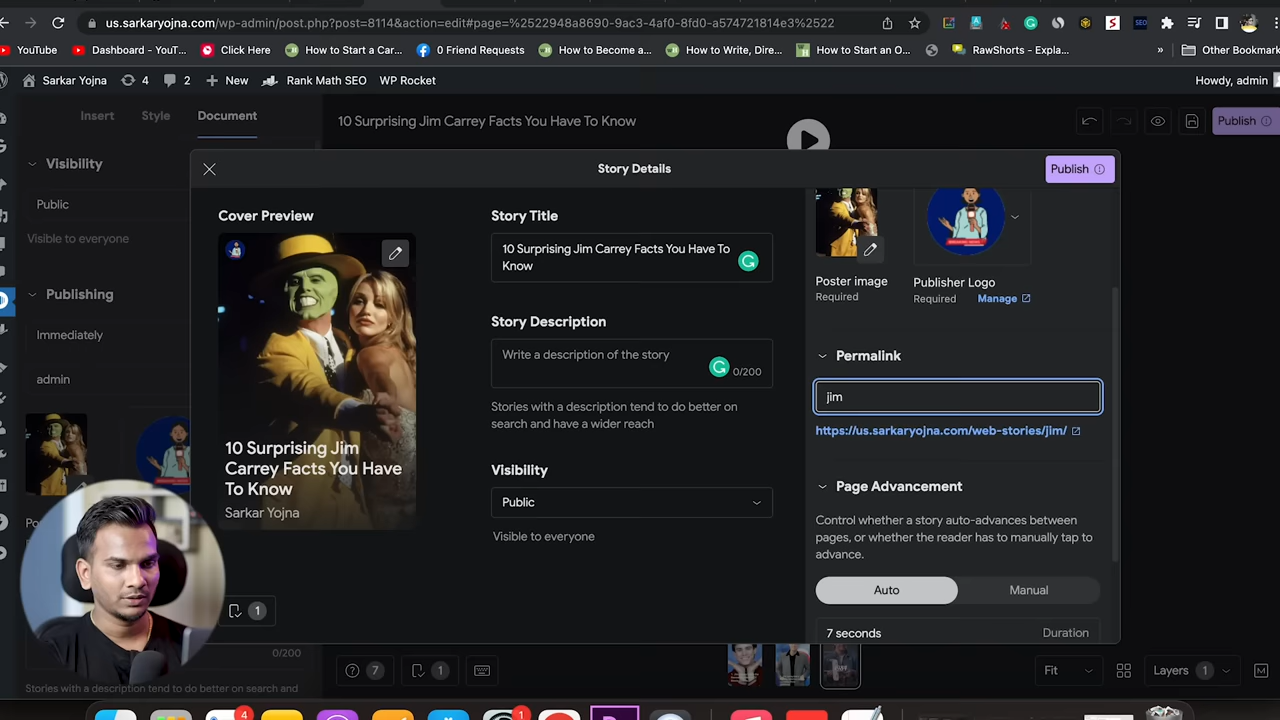 us.sarkaryojna.com/wp-admin/post.php?post=8114&action=edit#page=%2522948a8690-9ac3-4af0-8fd0-a574721814e3%2522
SEO
YouTube
Dashboard - YouT...
Click Here
How to Start a Car...
0 Friend Requests
How to Become a...
How to Write, Dire...
How to Start an O...
RawShorts - Expla...
»
Other Bookmark
Sarkar Yojna
4
2
New
Rank Math SEO
WP Rocket
Howdy, admin
Insert
Style
Document
10 Surprising Jim Carrey Facts You Have To Know
Publish
Visibility
Public
Visible to everyone
Publishing
Immediately
admin
Story Details
Publish
Cover Preview
10 Surprising Jim
Carrey Facts You Have
To Know
Sarkar Yojna
1
Story Title
10 Surprising Jim Carrey Facts You Have To
Know
Story Description
Write a description of the story
0/200
Stories with a description tend to do better on
search and have a wider reach
Visibility
Public
Visible to everyone
Poster image
Required
Publisher Logo
Required
Manage
Permalink
jim
https://us.sarkaryojna.com/web-stories/jim/
Page Advancement
Control whether a story auto-advances between
pages, or whether the reader has to manually tap to
advance.
Auto
Manual
7 seconds
Duration
0/200
Stories with a description tend to do better on search and
7
1
Fit
Layers
1
4
1